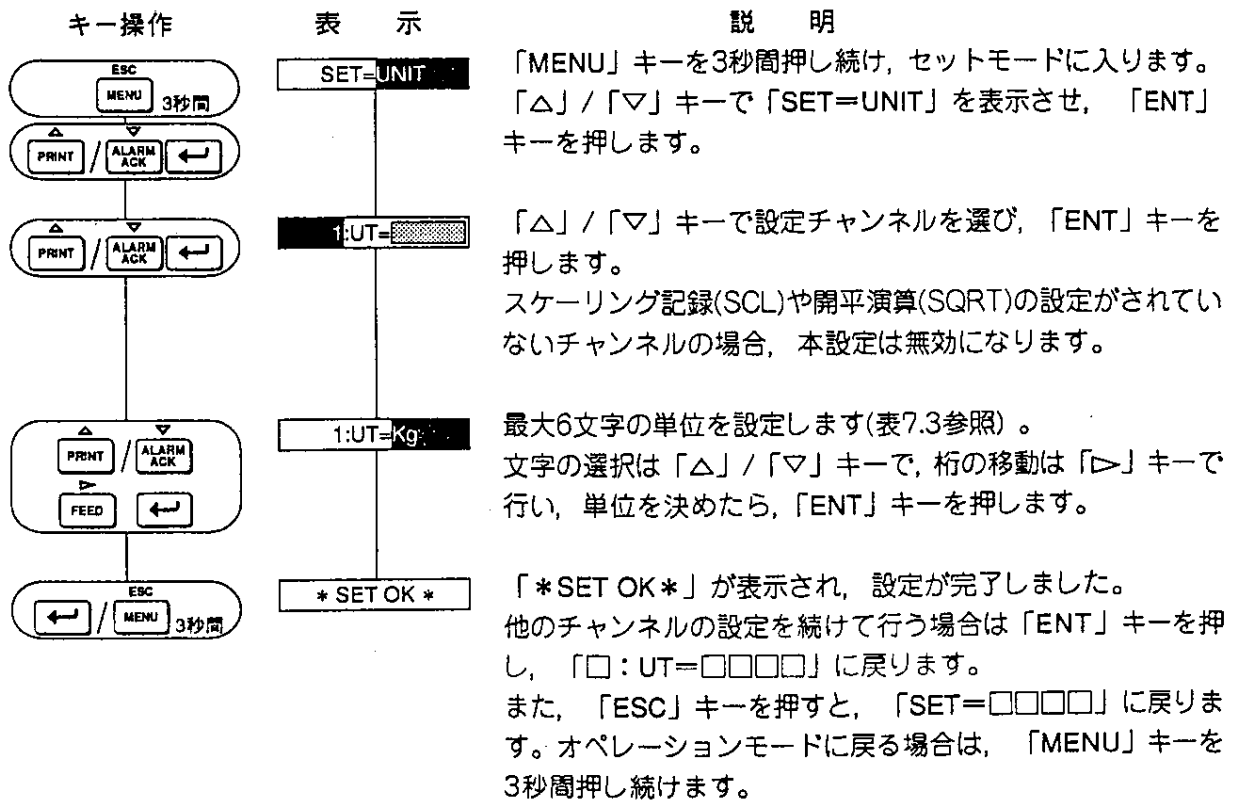 キー操作
表 示
説 明
ESC
MENU 3秒間
△ ▽
PRINT / ALARM ACK ↵
SET=UNIT
「MENU」キーを3秒間押し続け,セットモードに入ります。
「△」/「▽」キーで「SET=UNIT」を表示させ, 「ENT」
キーを押します。
△ ▽
PRINT / ALARM ACK ↵
1:UT=
「△」/「▽」キーで設定チャンネルを選び,「ENT」キーを
押します。
スケーリング記録(SCL)や開平演算(SQRT)の設定がされてい
ないチャンネルの場合, 本設定は無効になります。
△ ▽
PRINT / ALARM ACK
▷
FEED ↵
1:UT=Kg
最大6文字の単位を設定します(表7.3参照)。
文字の選択は「△」/「▽」キーで,桁の移動は「▷」キーで
行い, 単位を決めたら,「ENT」キーを押します。
ESC
↵ / MENU 3秒間
* SET OK *
「*SET OK*」が表示され, 設定が完了しました。
他のチャンネルの設定を続けて行う場合は「ENT」キーを押
し, 「□:UT=□□□□」に戻ります。
また, 「ESC」キーを押すと, 「SET=□□□□」に戻りま
す。オペレーションモードに戻る場合は, 「MENU」キーを
3秒間押し続けます。